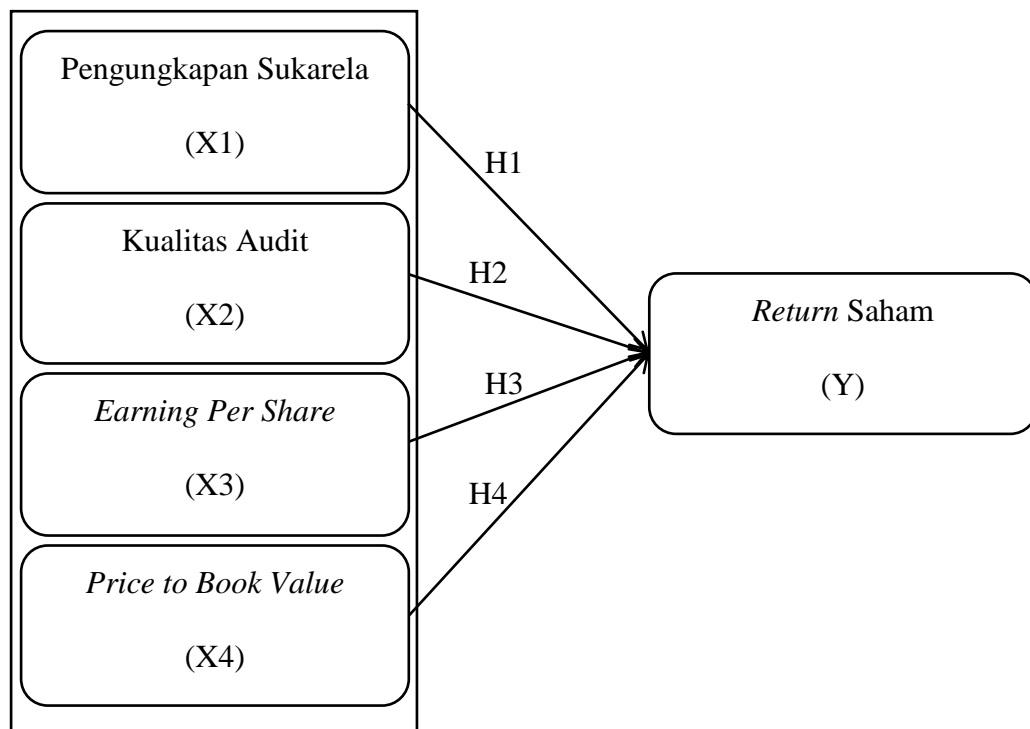 Pengungkapan Sukarela
(X1)
H1
Kualitas Audit
(X2)
H2
Earning Per Share
(X3)
H3
Price to Book Value
(X4)
H4
Return Saham
(Y)